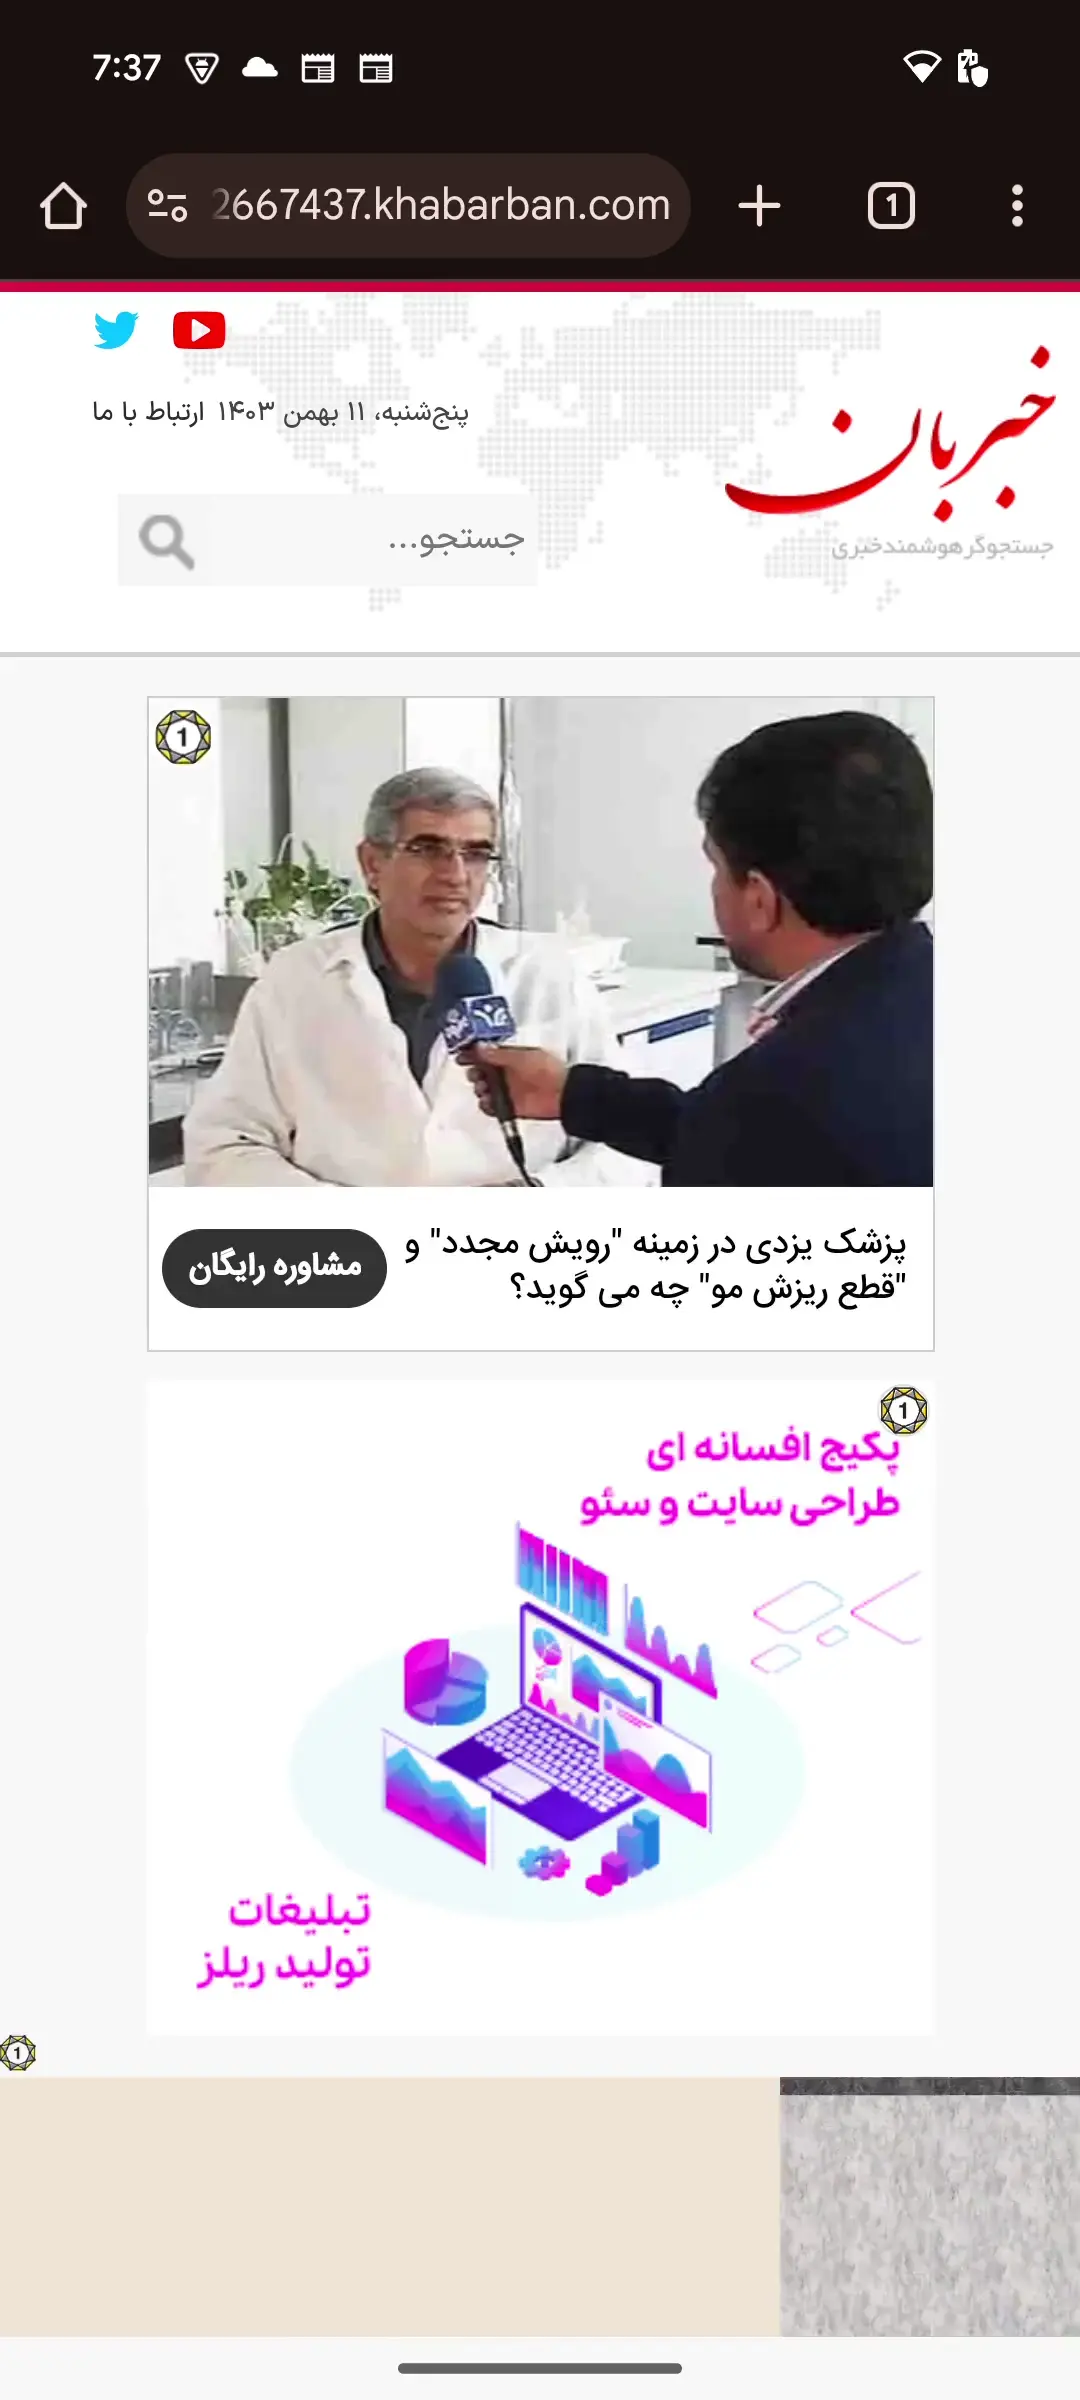 7:37
2667437.khabarban.com
1
پنج‌شنبه، ۱۱ بهمن ۱۴۰۳ ارتباط با ما
خبربان
جستجوگر هوشمند خبری
جستجو...
1
پزشک یزدی در زمینه "رویش مجدد" و
"قطع ریزش مو" چه می گوید؟
مشاوره رایگان
1
پکیج افسانه ای
طراحی سایت و سئو
تبلیغات
تولید ریلز
1